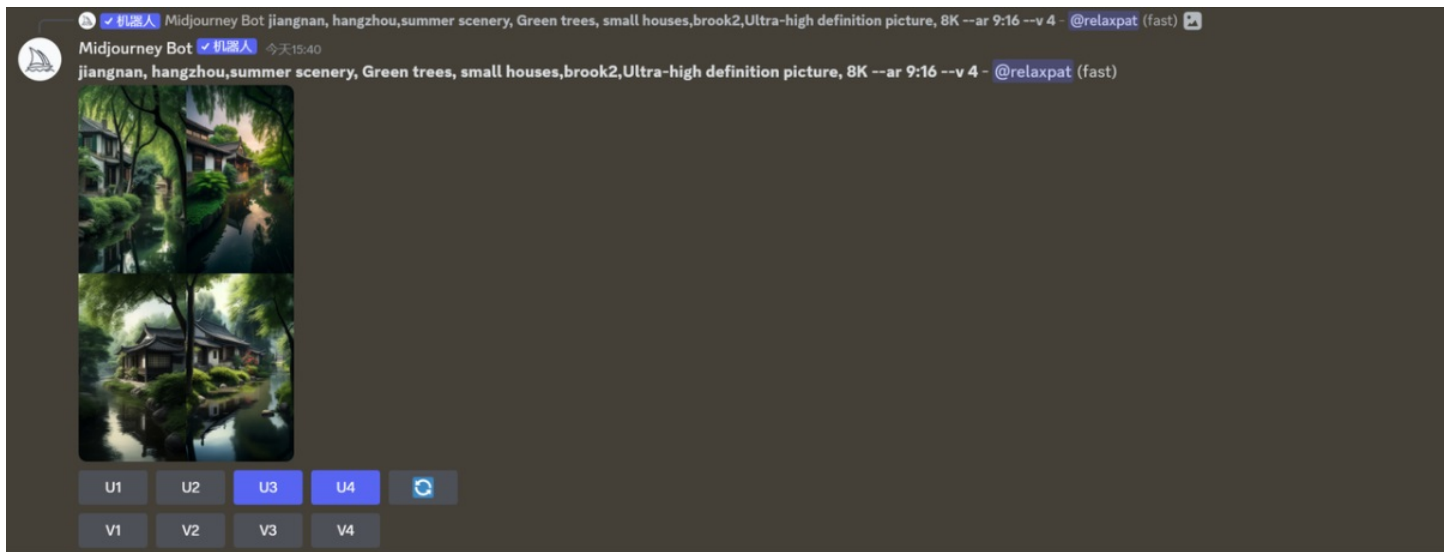 ✓机器人 Midjourney Bot jiangnan, hangzhou,summer scenery, Green trees, small houses,brook2,Ultra-high definition picture, 8K --ar 9:16 --v 4 - @relaxpat (fast)
Midjourney Bot ✓机器人 今天15:40
jiangnan, hangzhou,summer scenery, Green trees, small houses,brook2,Ultra-high definition picture, 8K --ar 9:16 --v 4 - @relaxpat (fast)
U1 U2 U3 U4
V1 V2 V3 V4